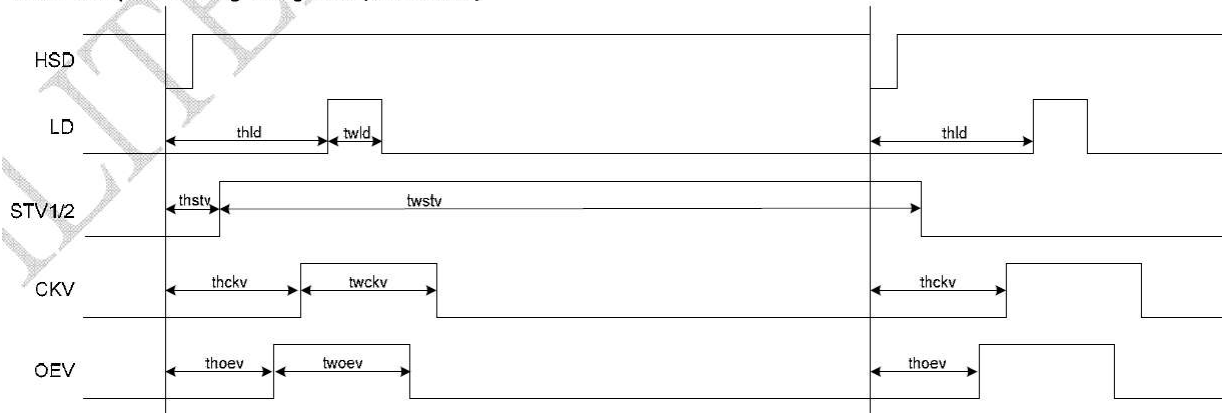 HSD
LD
thld
twld
thld
STV1/2
thstv
twstv
CKV
thckv
twckv
thckv
OEV
thoev
twoev
thoev